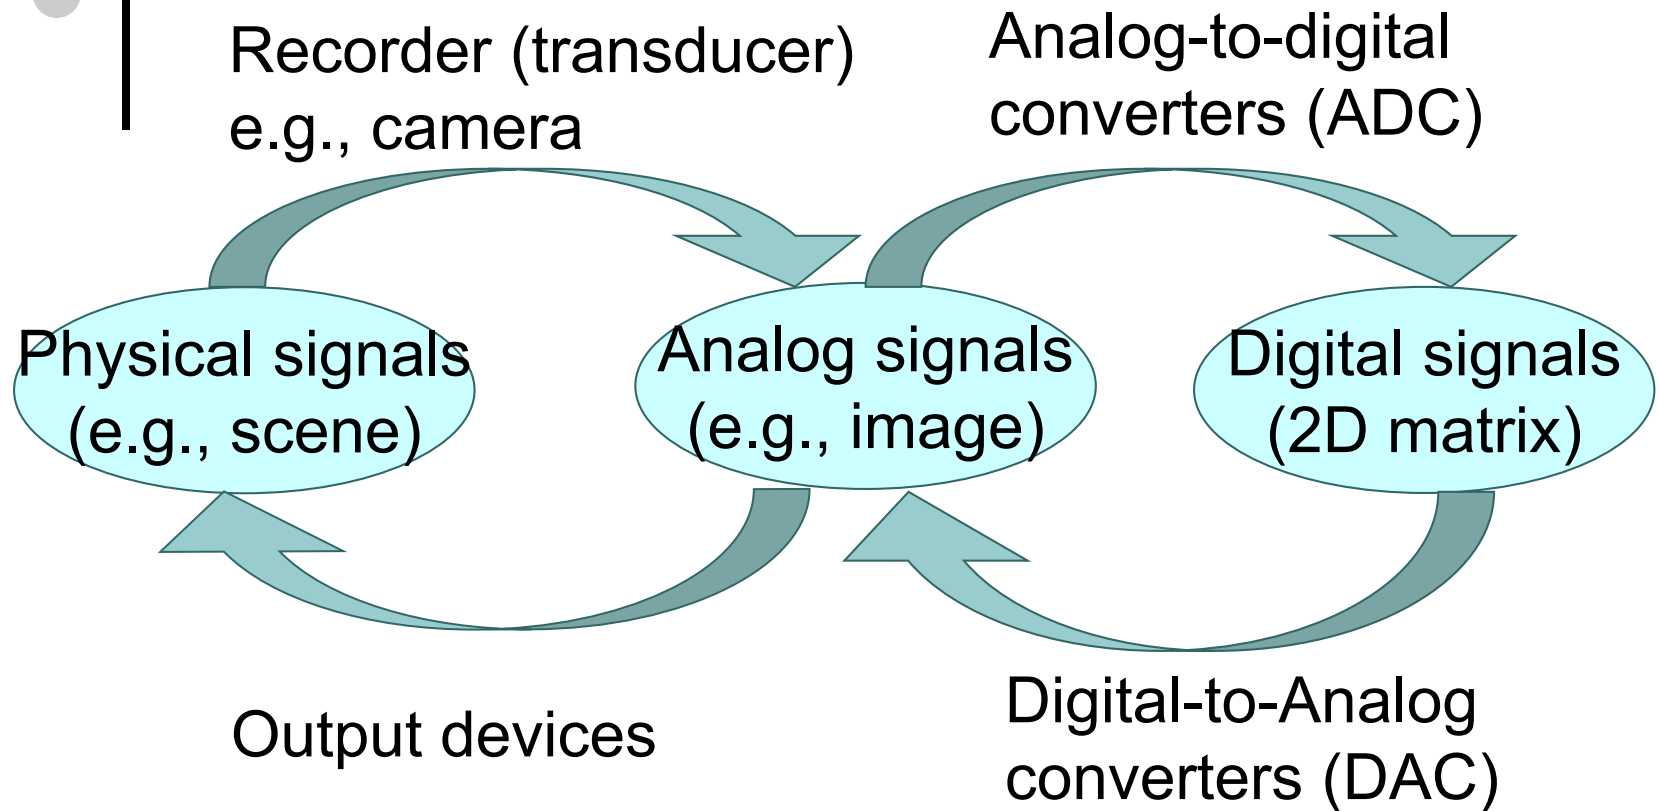 Recorder (transducer)
e.g., camera
Analog-to-digital
converters (ADC)
Physical signals
(e.g., scene)
Analog signals
(e.g., image)
Digital signals
(2D matrix)
Output devices
Digital-to-Analog
converters (DAC)